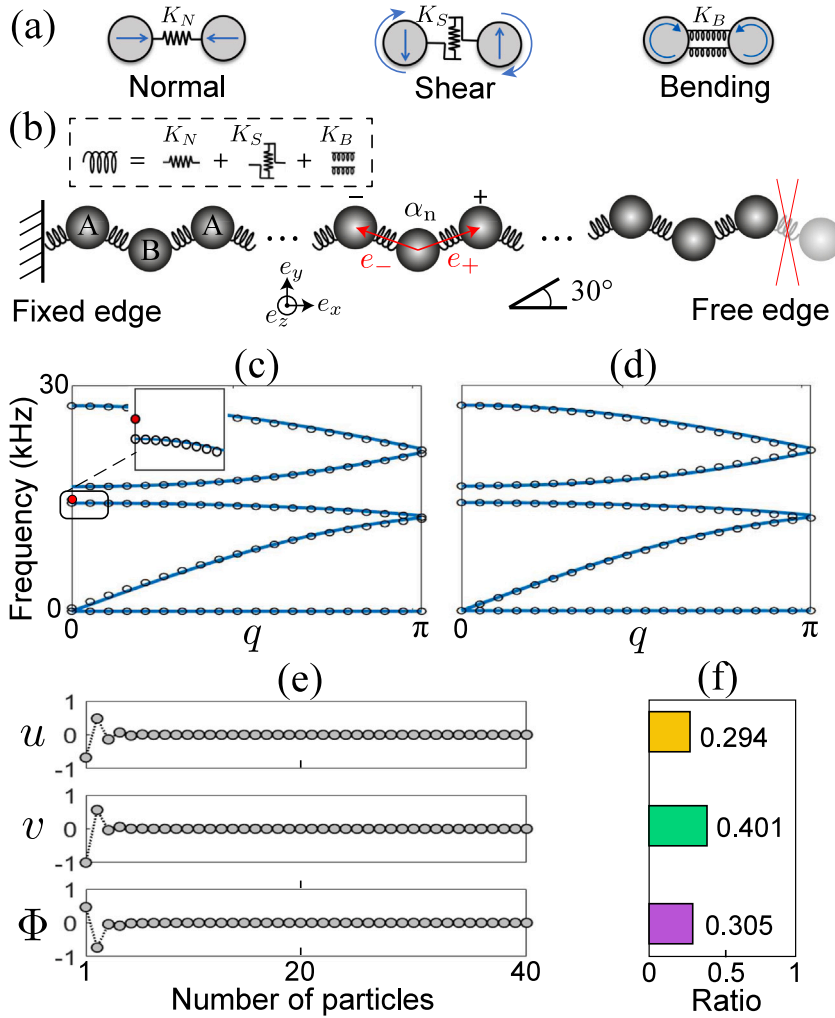 (a)
K_N K_S K_B
Normal Shear Bending
(b)
K_N K_S K_B
= + +
A B A ... − α_n + ...
e_− e_+
e_y
e_z e_x
30°
Fixed edge Free edge
(c) (d)
Frequency (kHz)
30
0
0 q π
0 q π
(e) (f)
u
1
0
-1
v
1
0
-1
Φ
1
0
-1
1 20 40
Number of particles
0.294
0.401
0.305
0 0.5 1
Ratio